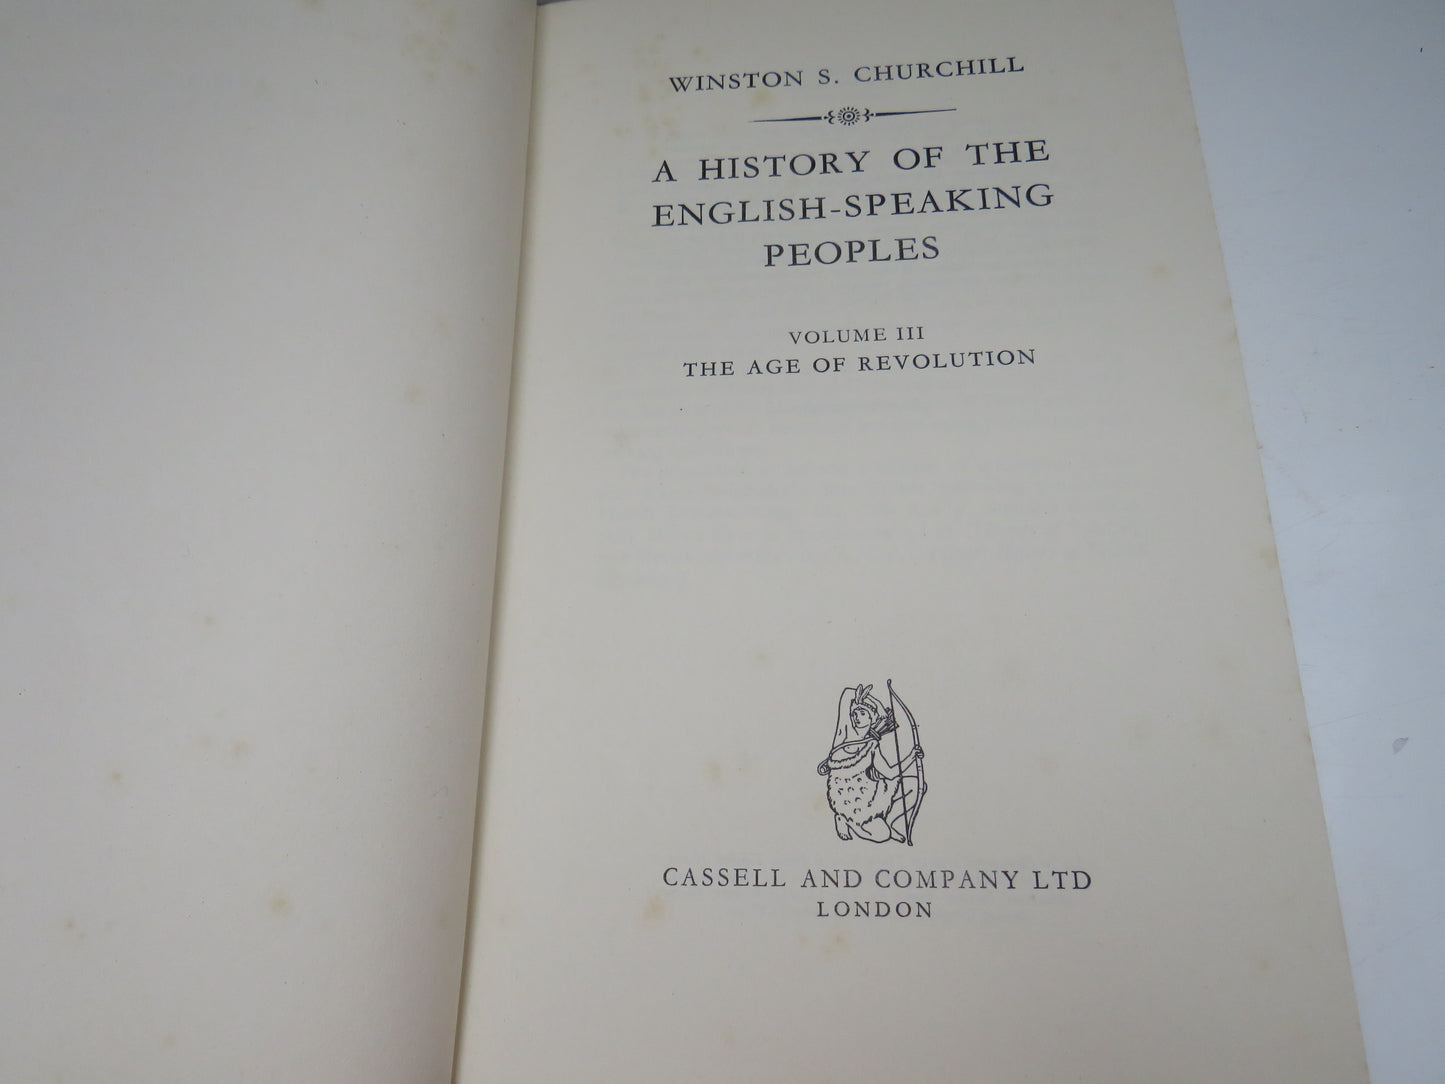 WINSTON S. CHURCHILL
A HISTORY OF THE
ENGLISH-SPEAKING
PEOPLES
VOLUME III
THE AGE OF REVOLUTION
CASSELL AND COMPANY LTD
LONDON